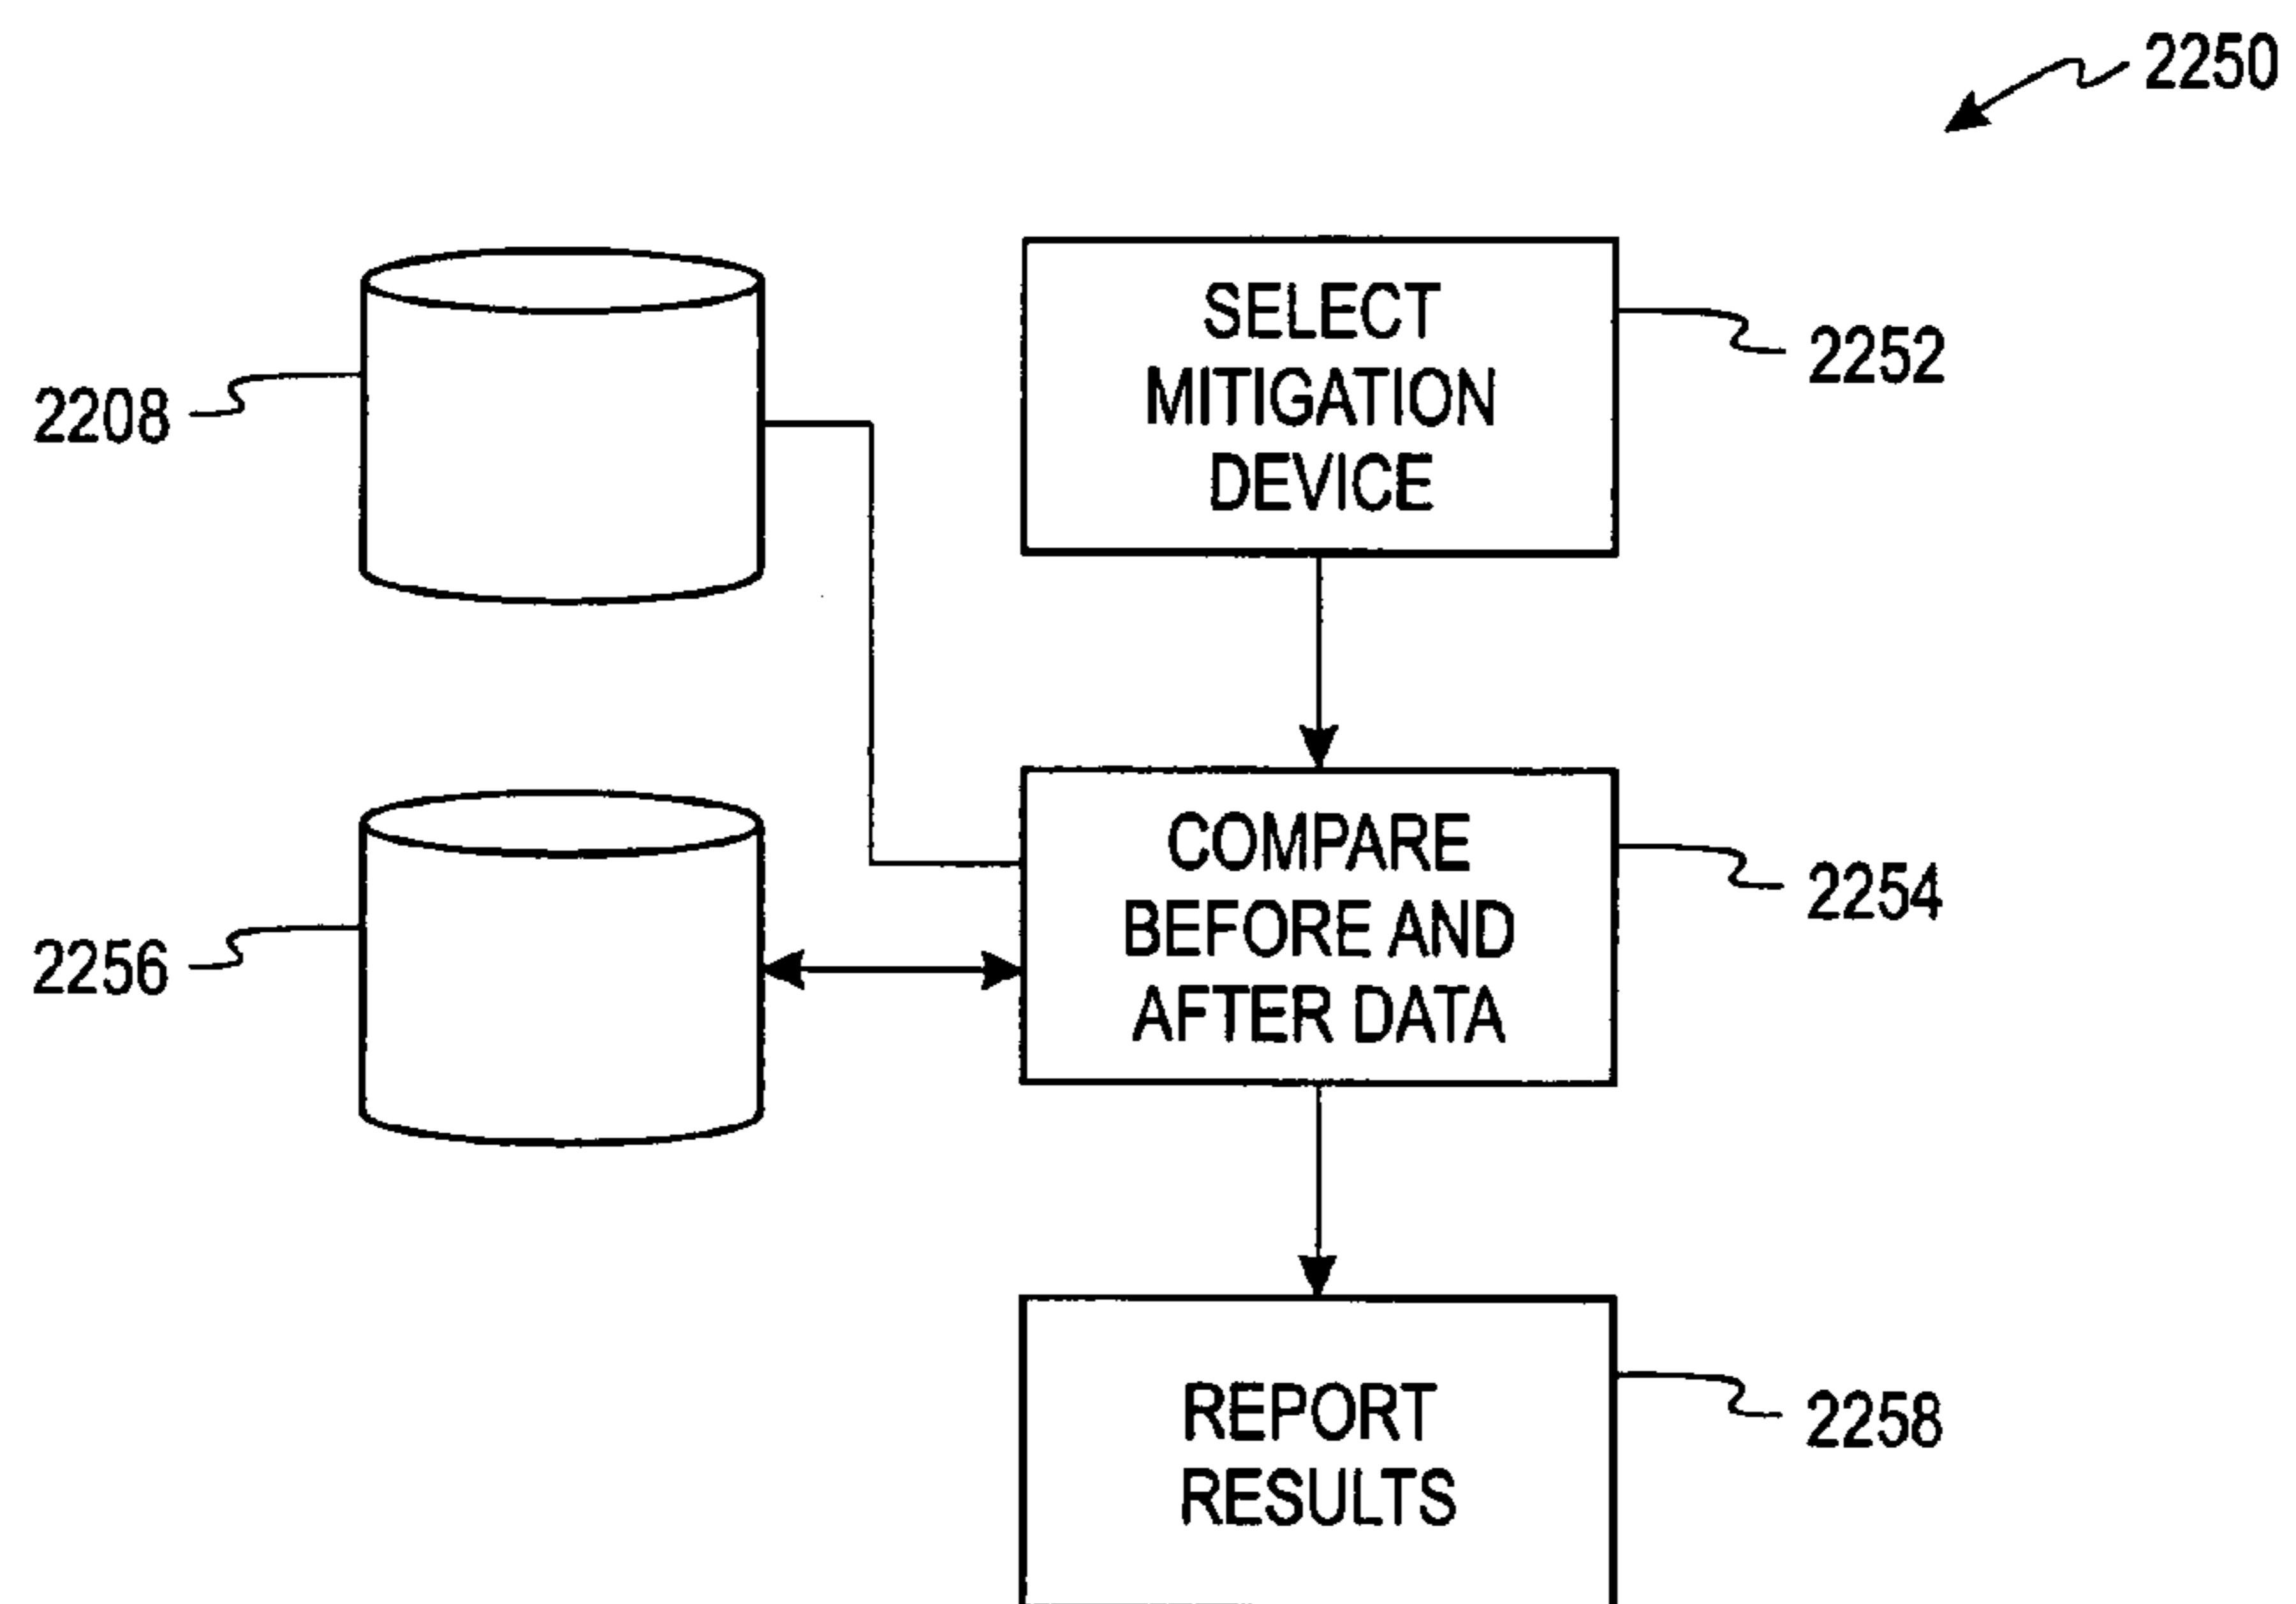 2250
SELECT
MITIGATION
DEVICE
2252
2208
COMPARE
BEFORE AND
AFTER DATA
2254
2256
REPORT
RESULTS
2258